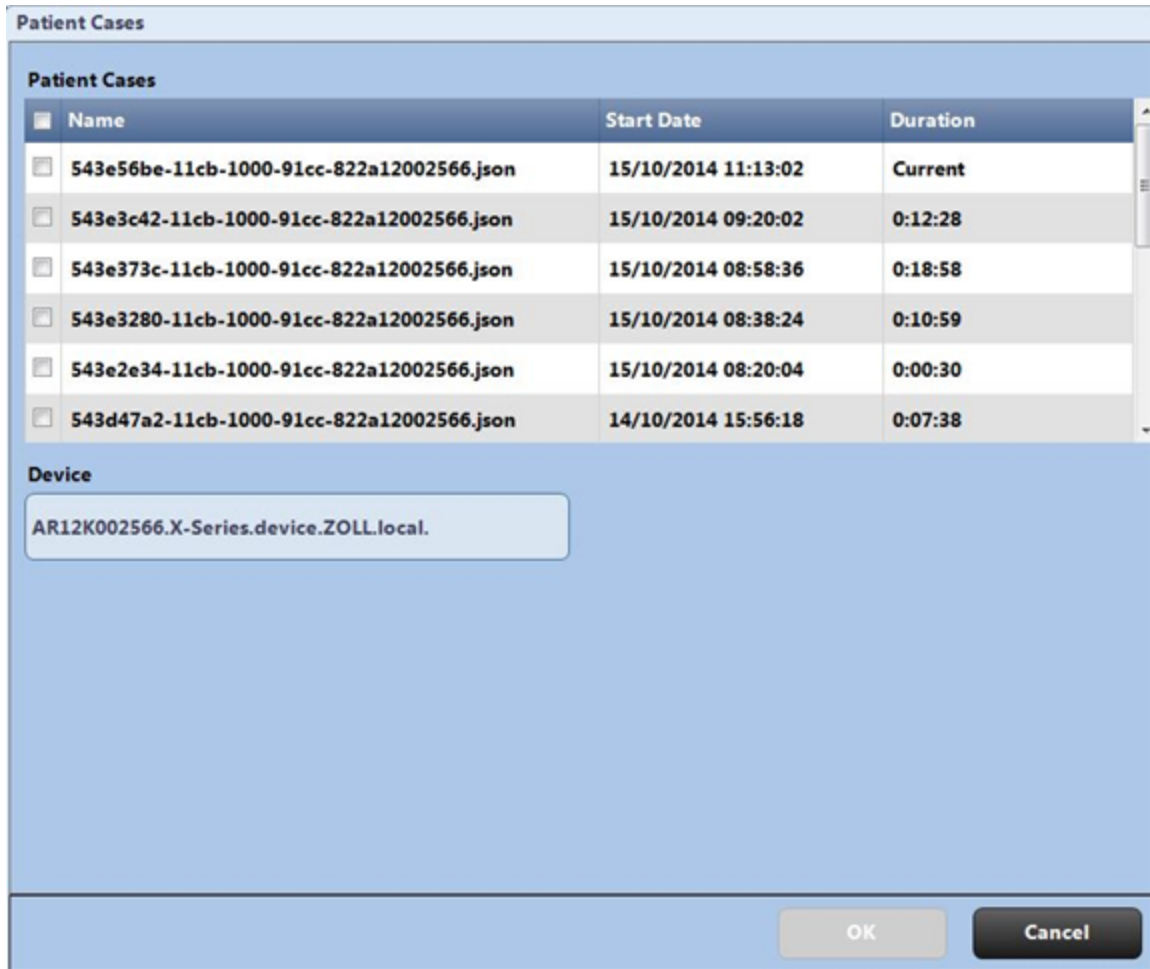 Patient Cases
Patient Cases
Name Start Date Duration
543e56be-11cb-1000-91cc-822a12002566.json 15/10/2014 11:13:02 Current
543e3c42-11cb-1000-91cc-822a12002566.json 15/10/2014 09:20:02 0:12:28
543e373c-11cb-1000-91cc-822a12002566.json 15/10/2014 08:58:36 0:18:58
543e3280-11cb-1000-91cc-822a12002566.json 15/10/2014 08:38:24 0:10:59
543e2e34-11cb-1000-91cc-822a12002566.json 15/10/2014 08:20:04 0:00:30
543d47a2-11cb-1000-91cc-822a12002566.json 14/10/2014 15:56:18 0:07:38
Device
AR12K002566.X-Series.device.ZOLL.local.
OK Cancel